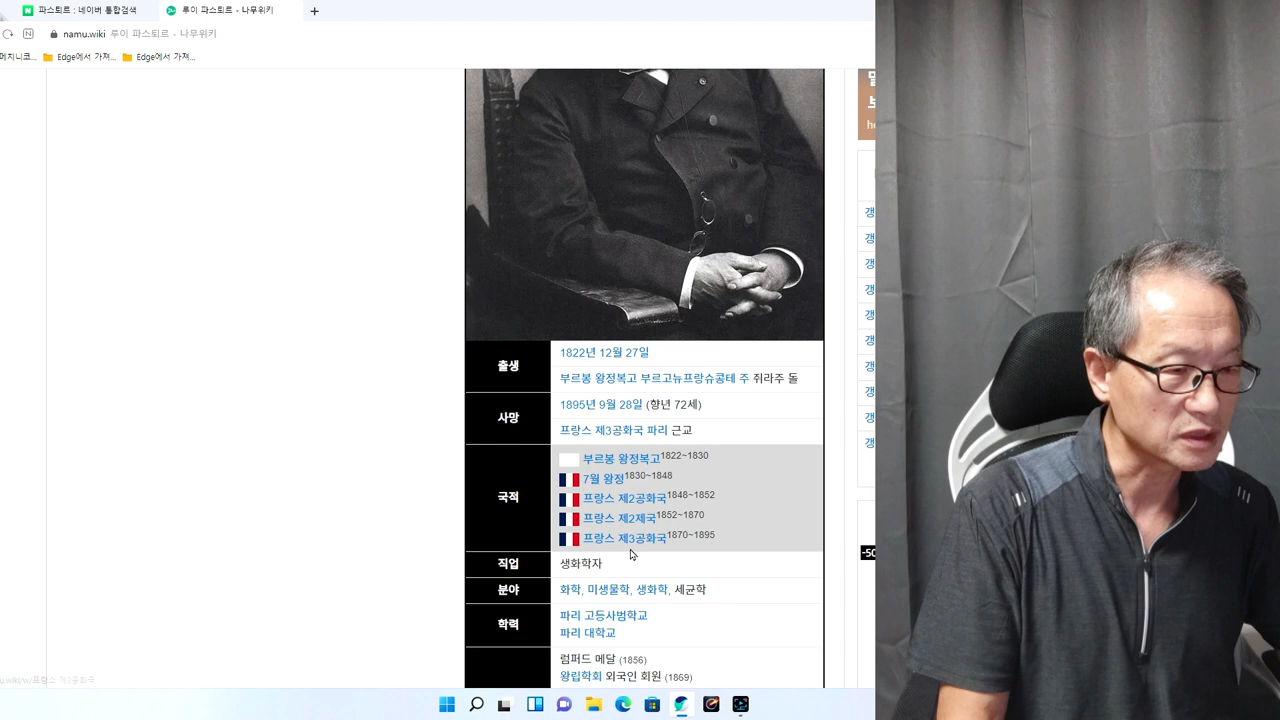 파스퇴르 : 네이버 통합검색
루이 파스퇴르 - 나무위키
namu.wiki 루이 파스퇴르 - 나무위키
Edge에서 가져...
Edge에서 가져...
출생
1822년 12월 27일
부르봉 왕정복고 부르고뉴프랑슈콩테 주 쥐라주 돌
사망
1895년 9월 28일 (향년 72세)
프랑스 제3공화국 파리 근교
국적
부르봉 왕정복고1822~1830
7월 왕정1830~1848
프랑스 제2공화국1848~1852
프랑스 제2제국1852~1870
프랑스 제3공화국1870~1895
직업
생화학자
분야
화학, 미생물학, 생화학, 세균학
학력
파리 고등사범학교
파리 대학교
럼퍼드 메달 (1856)
왕립학회 외국인 회원 (1869)
갱
갱
갱
갱
갱
갱
갱
갱
갱
갱
-50